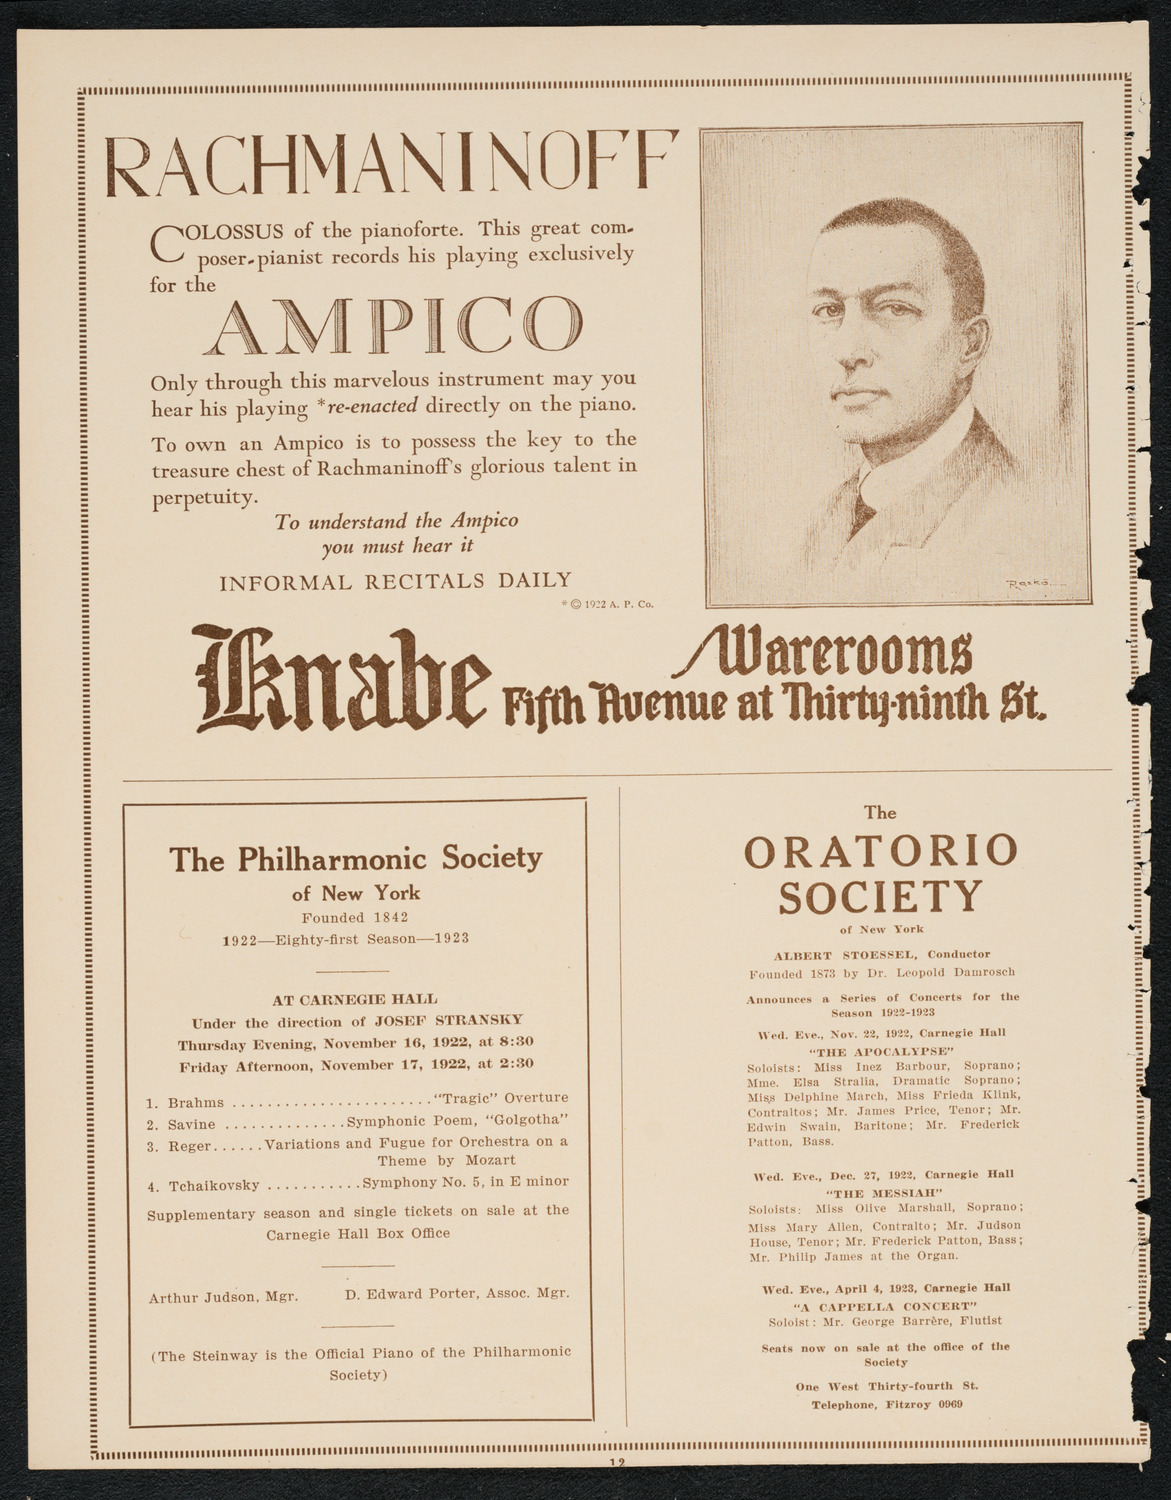 RACHMANINOFF
COLOSSUS of the pianoforte. This great com-
poser-pianist records his playing exclusively
for the
AMPICO
Only through this marvelous instrument may you
hear his playing *re-enacted directly on the piano.
To own an Ampico is to possess the key to the
treasure chest of Rachmaninoff's glorious talent in
perpetuity.
To understand the Ampico
you must hear it
INFORMAL RECITALS DAILY
* © 1922 A. P. Co.
Knabe
Warerooms
Fifth Avenue at Thirty-ninth St.
The Philharmonic Society
of New York
Founded 1842
1922—Eighty-first Season—1923
AT CARNEGIE HALL
Under the direction of JOSEF STRANSKY
Thursday Evening, November 16, 1922, at 8:30
Friday Afternoon, November 17, 1922, at 2:30
1. Brahms ......................."Tragic" Overture
2. Savine ..............Symphonic Poem, "Golgotha"
3. Reger......Variations and Fugue for Orchestra on a
Theme by Mozart
4. Tchaikovsky ...........Symphony No. 5, in E minor
Supplementary season and single tickets on sale at the
Carnegie Hall Box Office
Arthur Judson, Mgr. D. Edward Porter, Assoc. Mgr.
(The Steinway is the Official Piano of the Philharmonic
Society)
The
ORATORIO
SOCIETY
of New York
ALBERT STOESSEL, Conductor
Founded 1873 by Dr. Leopold Damrosch
Announces a Series of Concerts for the
Season 1922-1923
Wed. Eve., Nov. 22, 1922, Carnegie Hall
"THE APOCALYPSE"
Soloists: Miss Inez Barbour, Soprano;
Mme. Elsa Stralia, Dramatic Soprano;
Miss Delphine March, Miss Frieda Klink,
Contraltos; Mr. James Price, Tenor; Mr.
Edwin Swain, Baritone; Mr. Frederick
Patton, Bass.
Wed. Eve., Dec. 27, 1922, Carnegie Hall
"THE MESSIAH"
Soloists: Miss Olive Marshall, Soprano;
Miss Mary Allen, Contralto; Mr. Judson
House, Tenor; Mr. Frederick Patton, Bass;
Mr. Philip James at the Organ.
Wed. Eve., April 4, 1923, Carnegie Hall
"A CAPPELLA CONCERT"
Soloist: Mr. George Barrère, Flutist
Seats now on sale at the office of the
Society
One West Thirty-fourth St.
Telephone, Fitzroy 0969
12